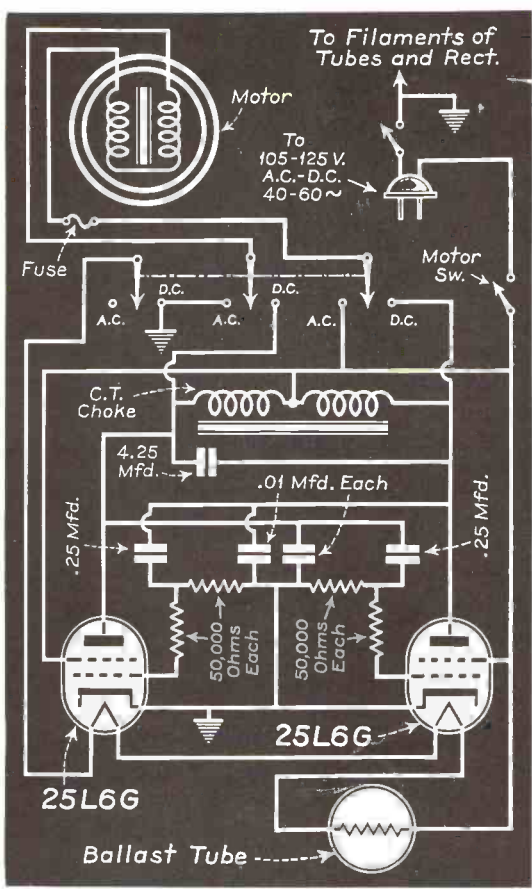 To Filaments of
Tubes and Rect.
Motor
To
105-125 V.
A.C.-D.C.
40-60~
Fuse
Motor
Sw.
D.C.
D.C.
A.C.
A.C.
A.C.
D.C.
C.T.
Choke
4.25
Mfd.
.01 Mfd. Each
.25 Mfd.
.25 Mfd.
50,000
Ohms
Each
50,000
Ohms
Each
25L6G
25L6G
Ballast Tube